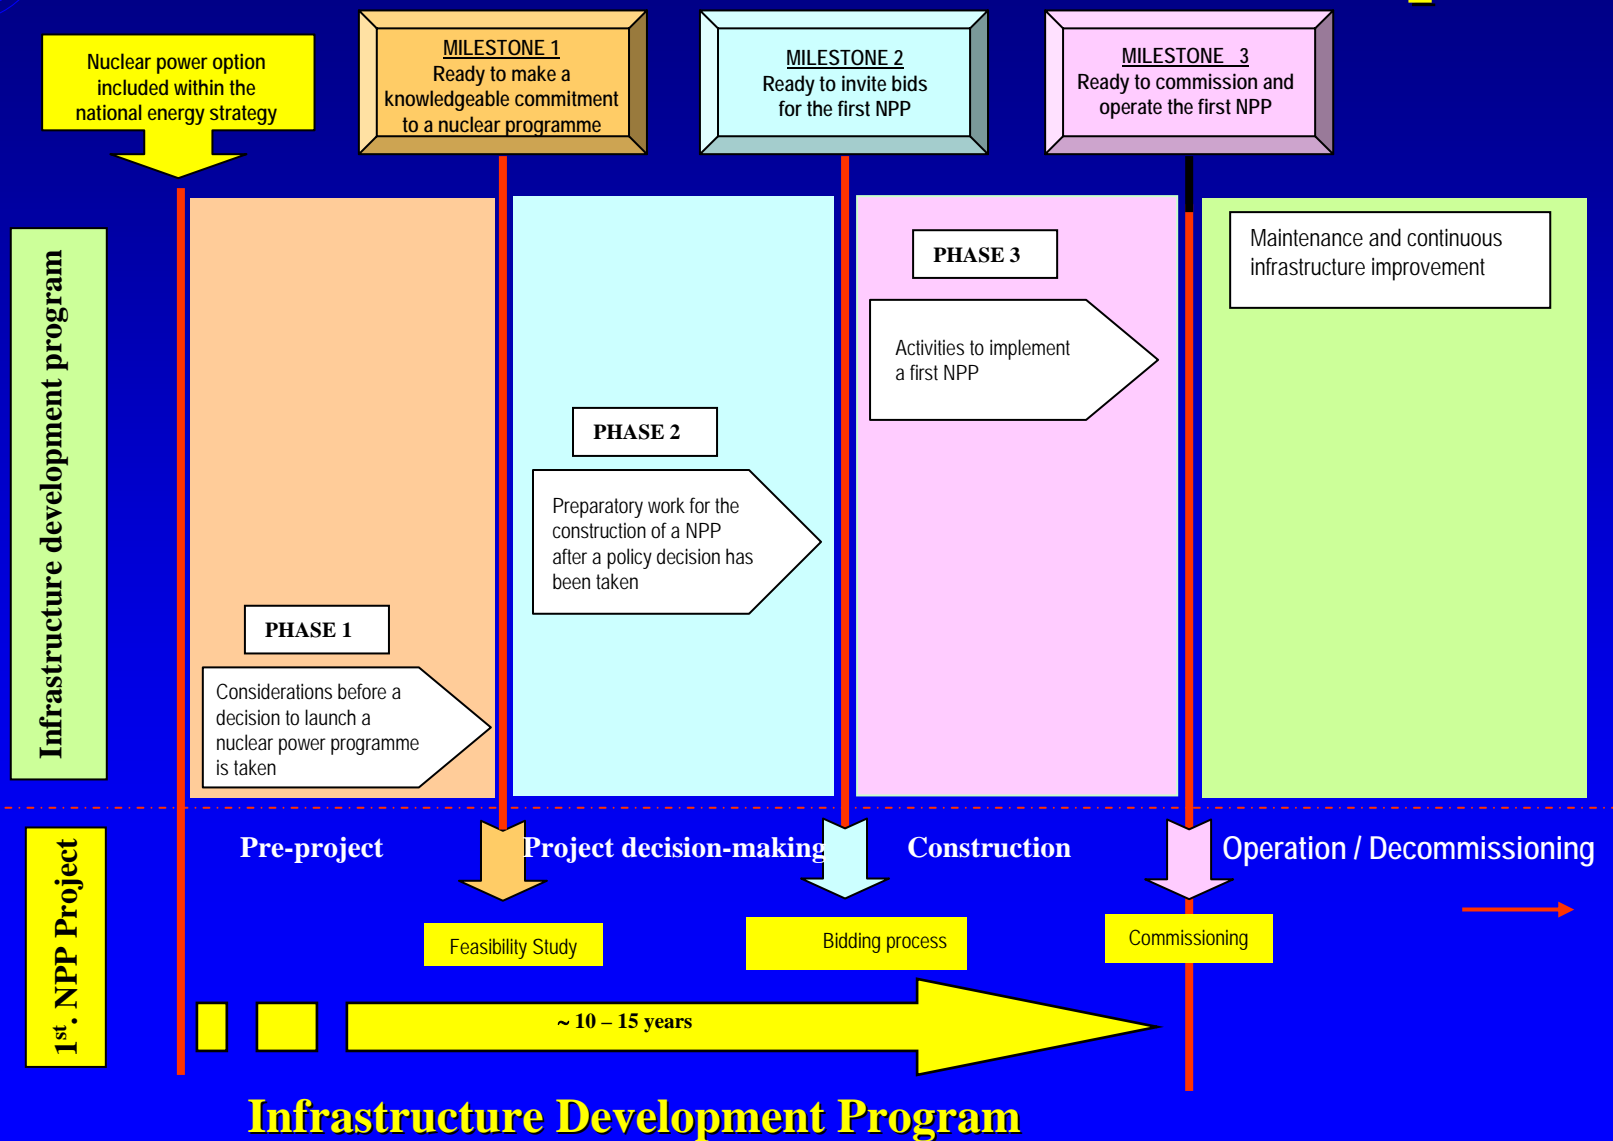 Nuclear power option
included within the
national energy strategy
MILESTONE 1
Ready to make a
knowledgeable commitment
to a nuclear programme
MILESTONE 2
Ready to invite bids
for the first NPP
MILESTONE 3
Ready to commission and
operate the first NPP
Infrastructure development program
PHASE 1
Considerations before a
decision to launch a
nuclear power programme
is taken
PHASE 2
Preparatory work for the
construction of a NPP
after a policy decision has
been taken
PHASE 3
Activities to implement
a first NPP
Maintenance and continuous
infrastructure improvement
1st. NPP Project
Pre-project
Project decision-making
Construction
Operation / Decommissioning
Feasibility Study
Bidding process
Commissioning
~ 10 – 15 years
Infrastructure Development Program